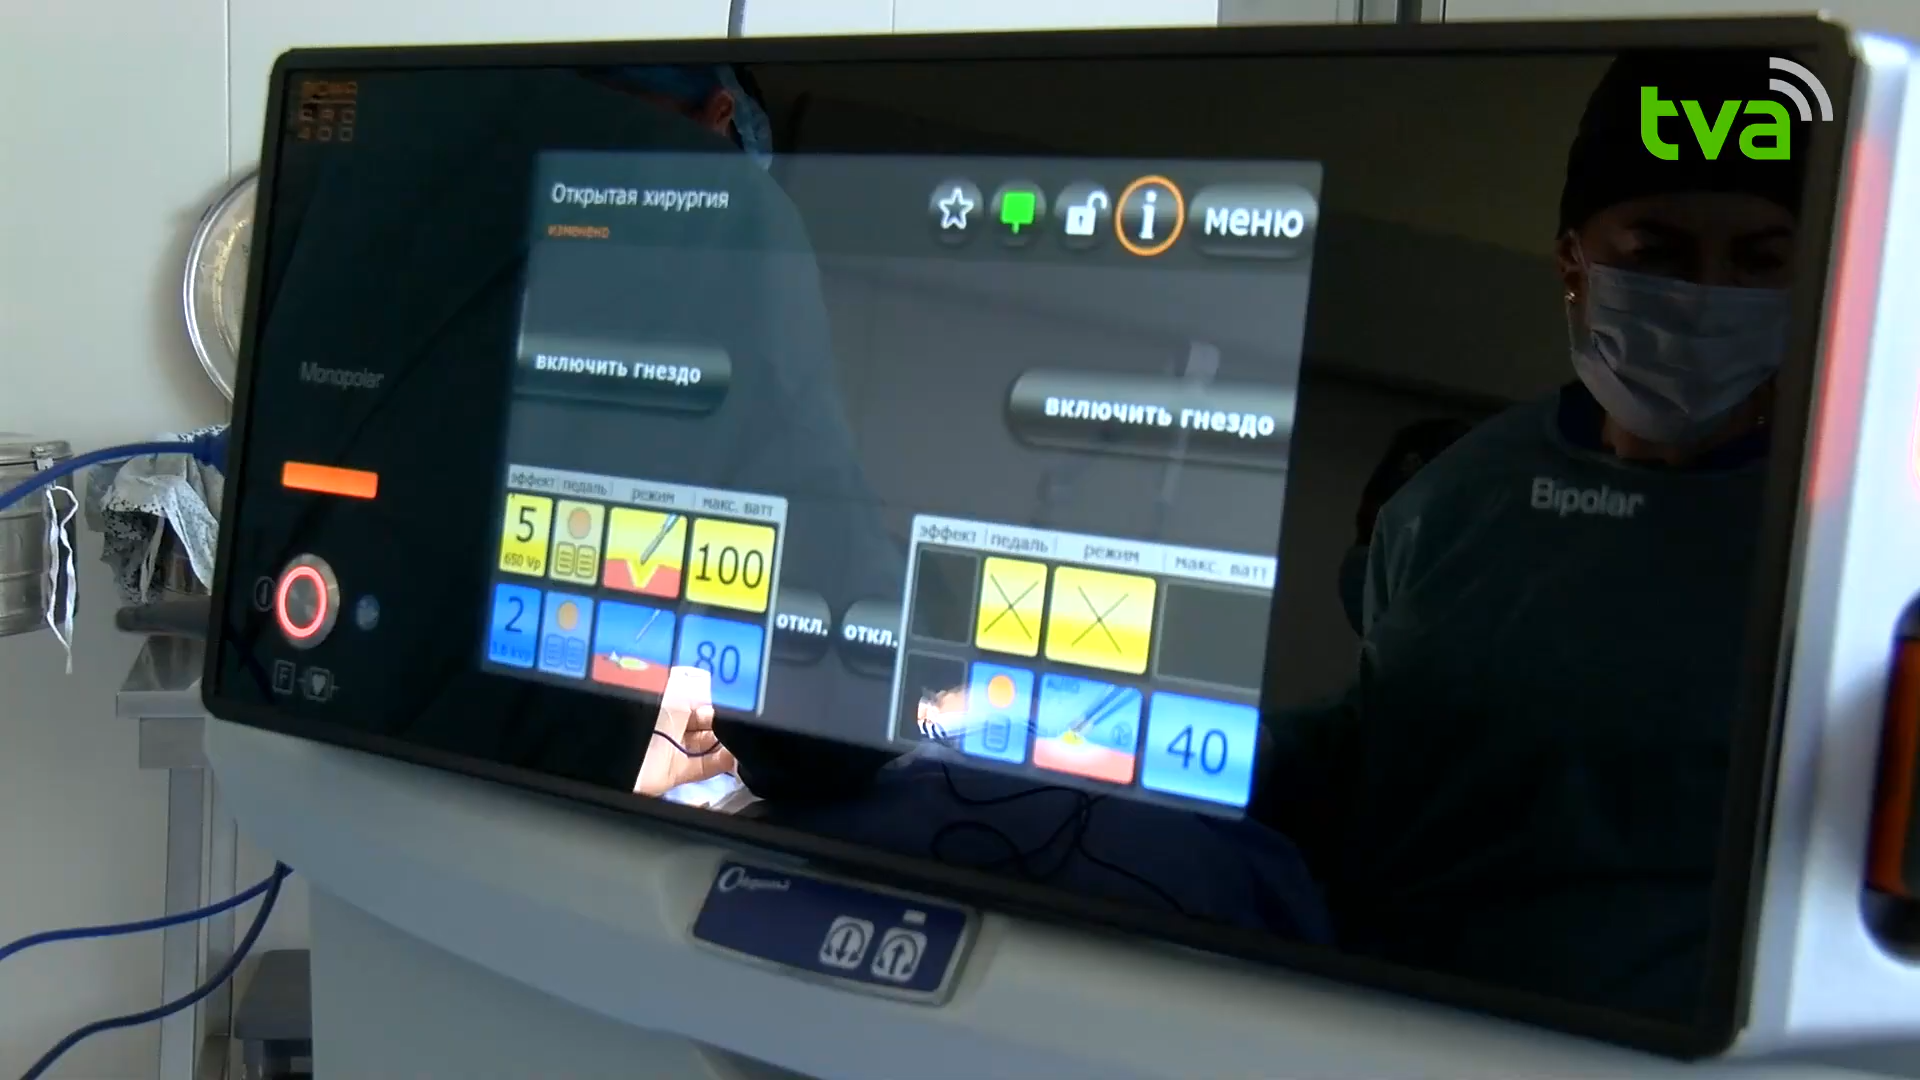 tva
Открытая хирургия
изменено
i
меню
Monopolar
включить гнездо
включить гнездо
Bipolar
эффект педаль режим макс. ватт
5
650 Vp
100
2
80
откл.
откл.
эффект педаль режим макс. ватт
AUTO
40
F